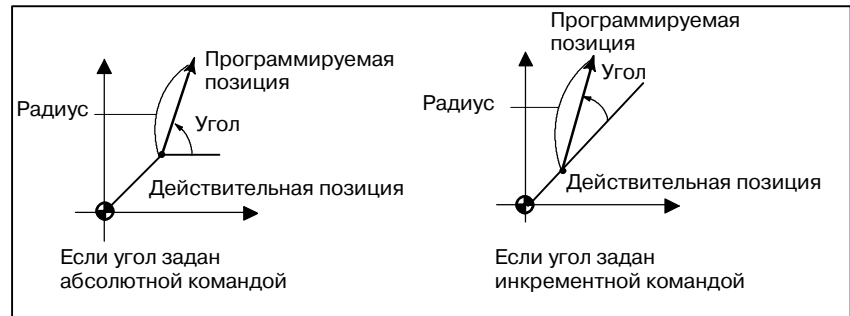 Программируемая
позиция
Радиус
Угол
Действительная позиция
Если угол задан
абсолютной командой
Программируемая
позиция
Угол
Радиус
Действительная позиция
Если угол задан
инкрементной командой